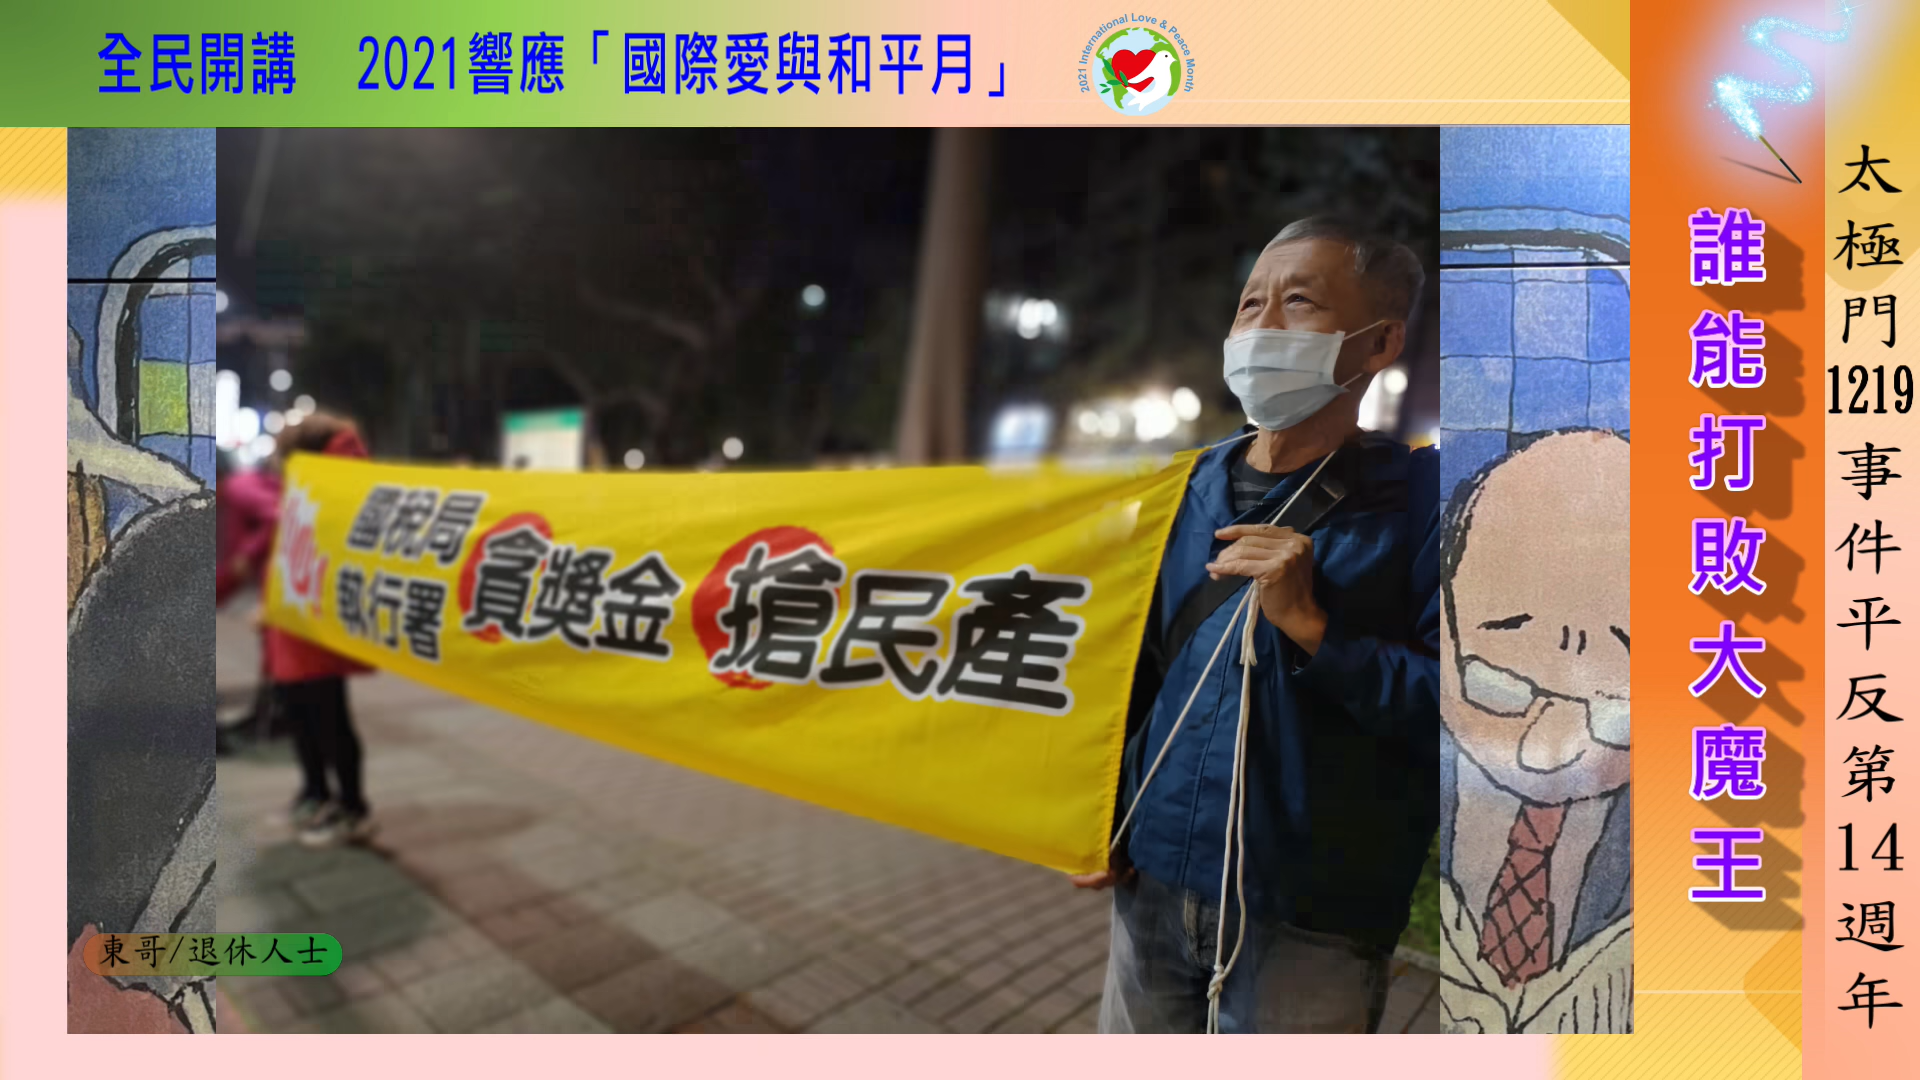 全民開講 2021響應「國際愛與和平月」
2021 International Love & Peace Month
太極門1219事件平反第14週年
誰能打敗大魔王
國稅局
執行署
貪獎金
搶民產
東哥/退休人士